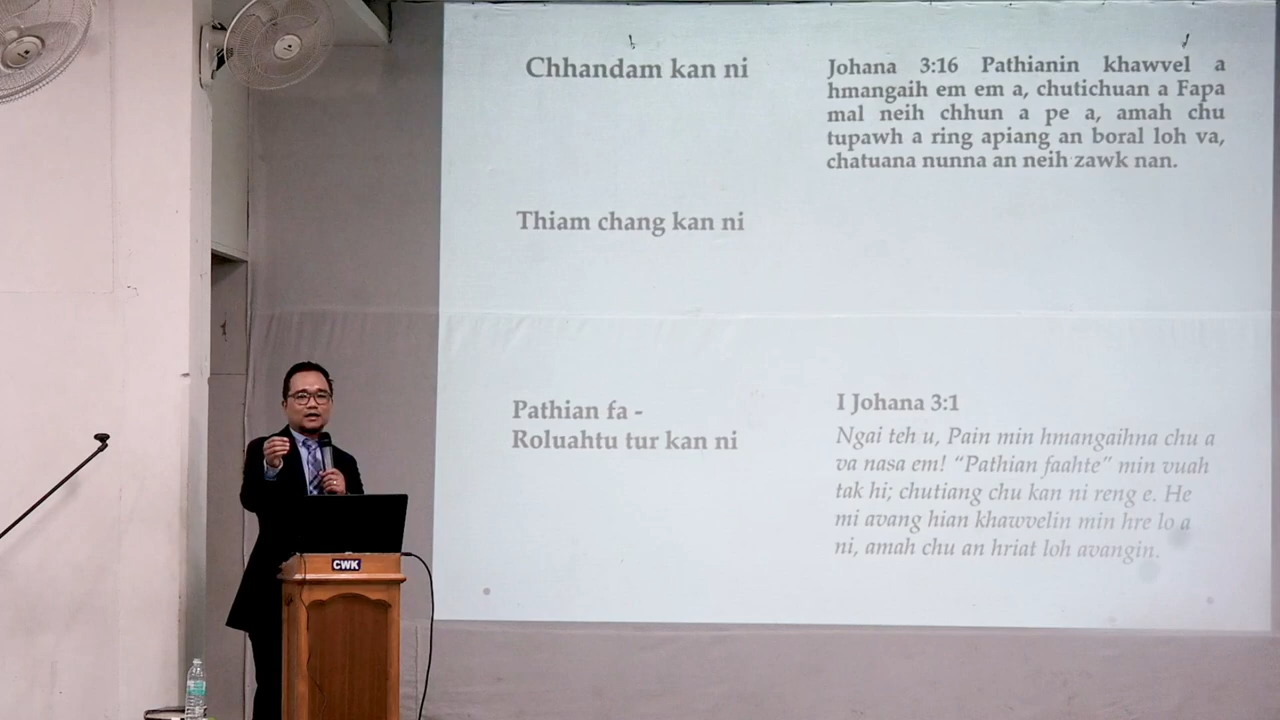 Chhandam kan ni
Johana 3:16 Pathianin khawvel a
hmangaih em em a, chutichuan a Fapa
mal neih chhun a pe a, amah chu
tupawh a ring apiang an boral loh va,
chatuana nunna an neih zawk nan.
Thiam chang kan ni
Pathian fa -
Roluahtu tur kan ni
I Johana 3:1
Ngai teh u, Pain min hmangaihna chu a
va nasa em! “Pathian faahte” min vuah
tak hi; chutiang chu kan ni reng e. He
mi avang hian khawvelin min hre lo a
ni, amah chu an hriat loh avangin.
CWK